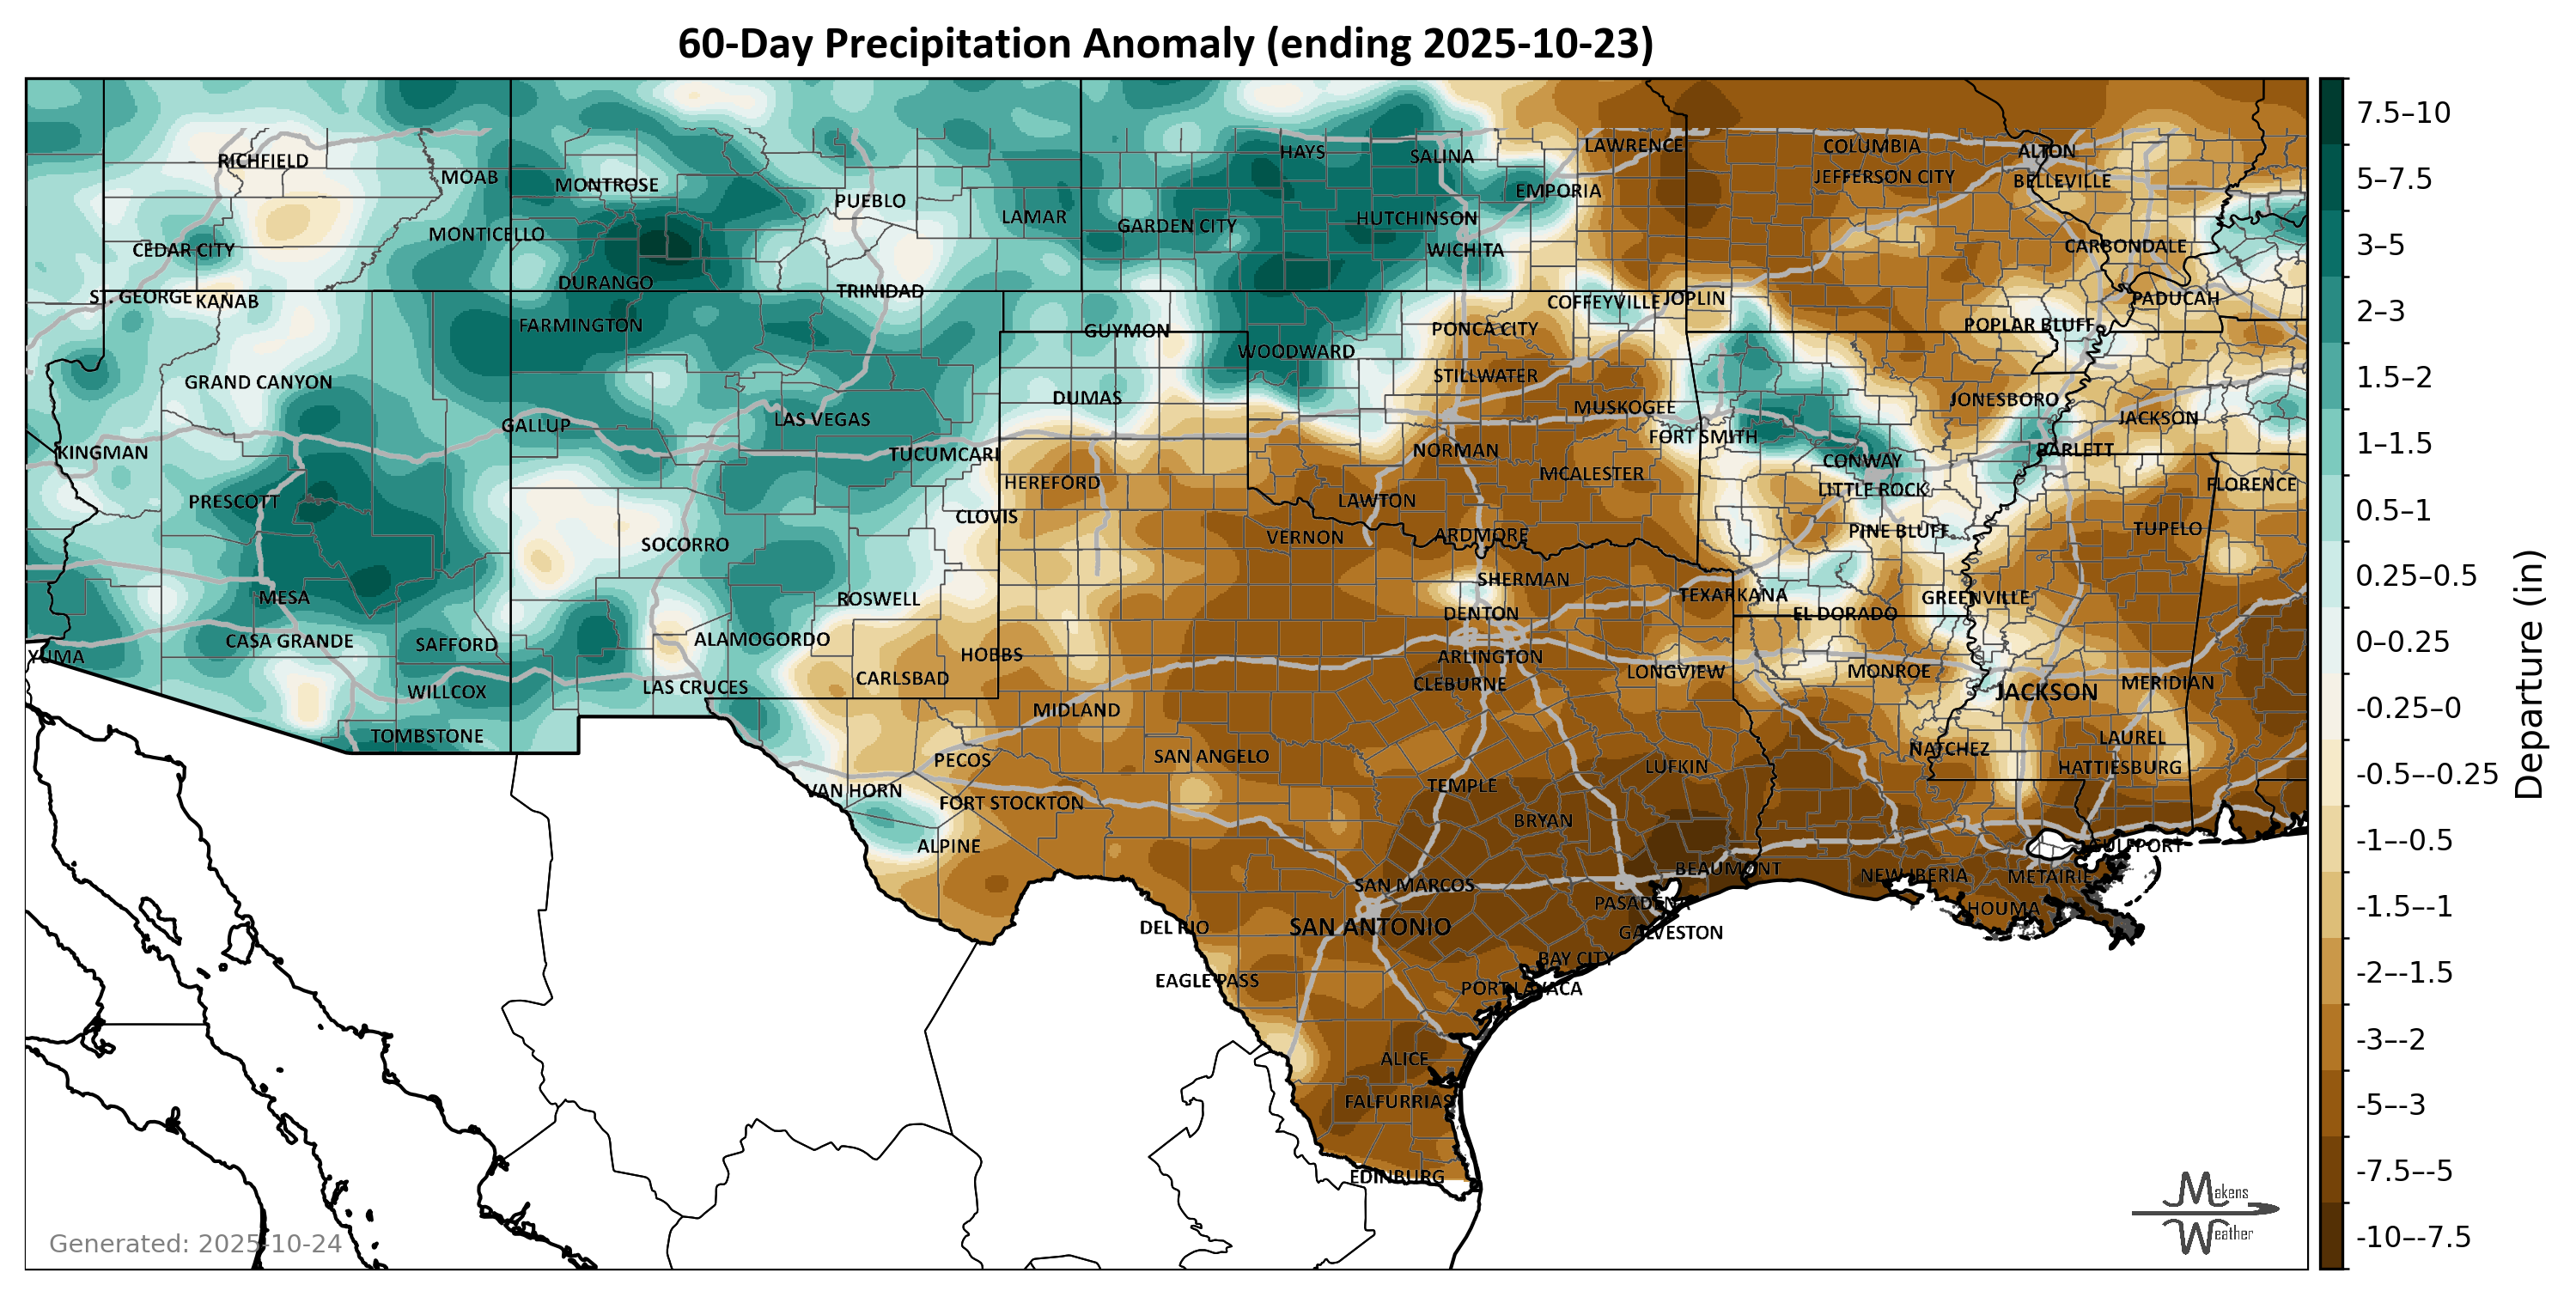 60-Day Precipitation Anomaly (ending 2025-10-23)
RICHFIELD
MOAB
MONTROSE
PUEBLO
LAMAR
HAYS
SALINA
LAWRENCE
COLUMBIA
ALTON
EMPORIA
JEFFERSON CITY
BELLEVILLE
CEDAR CITY
MONTICELLO
GARDEN CITY
HUTCHINSON
WICHITA
CARBONDALE
DURANGO
TRINIDAD
ST. GEORGE
KANAB
COFFEYVILLE
JOPLIN
PADUCAH
FARMINGTON
GUYMON
PONCA CITY
POPLAR BLUFF
WOODWARD
GRAND CANYON
DUMAS
STILLWATER
MUSKOGEE
JONESBORO
JACKSON
GALLUP
LAS VEGAS
FORT SMITH
KINGMAN
TUCUMCARI
NORMAN
CONWAY
BARLETT
PRESCOTT
HEREFORD
MCALESTER
LITTLE ROCK
FLORENCE
CLOVIS
LAWTON
SOCORRO
VERNON
ARDMORE
PINE BLUFF
TUPELO
MESA
ROSWELL
SHERMAN
TEXARKANA
GREENVILLE
CASA GRANDE
SAFFORD
ALAMOGORDO
DENTON
EL DORADO
YUMA
HOBBS
ARLINGTON
WILLCOX
LAS CRUCES
CARLSBAD
CLEBURNE
LONGVIEW
MONROE
JACKSON
MERIDIAN
TOMBSTONE
MIDLAND
PECOS
SAN ANGELO
NATCHEZ
LAUREL
VAN HORN
FORT STOCKTON
TEMPLE
LUFKIN
HATTIESBURG
ALPINE
BRYAN
GULFPORT
SAN MARCOS
BEAUMONT
NEW IBERIA
METAIRIE
DEL RIO
SAN ANTONIO
PASADENA
GALVESTON
HOUMA
EAGLE PASS
BAY CITY
PORT LAVACA
ALICE
FALFURRIAS
EDINBURG
Generated: 2025-10-24
Makens
Weather
7.5–10
5–7.5
3–5
2–3
1.5–2
1–1.5
0.5–1
0.25–0.5
0–0.25
-0.25–0
-0.5–-0.25
-1–-0.5
-1.5–-1
-2–-1.5
-3–-2
-5–-3
-7.5–-5
-10–-7.5
Departure (in)